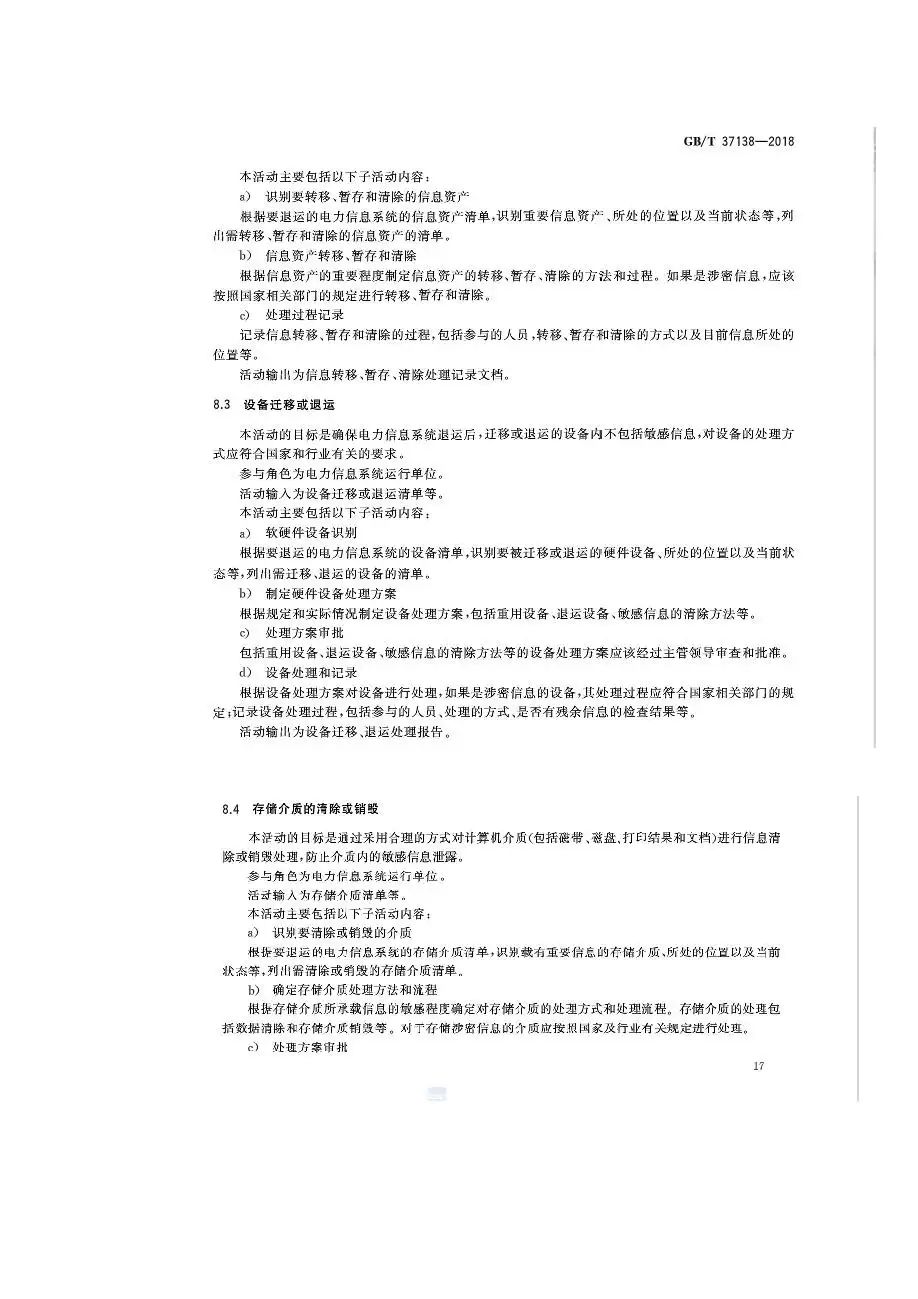 GB/T 37138—2018
本活动主要包括以下子活动内容:
a) 识别要转移、暂存和清除的信息资产
根据要退运的电力信息系统的信息资产清单,识别重要信息资产、所处的位置以及当前状态等,列
出需转移、暂存和清除的信息资产的清单。
b) 信息资产转移、暂存和清除
根据信息资产的重要程度制定信息资产的转移、暂存、清除的方法和过程。如果是涉密信息,应该
按照国家相关部门的规定进行转移、暂存和清除。
c) 处理过程记录
记录信息转移、暂存和清除的过程,包括参与的人员,转移、暂存和清除的方式以及目前信息所处的
位置等。
活动输出为信息转移、暂存、清除处理记录文档。
8.3 设备迁移或退运
本活动的目标是确保电力信息系统退运后,迁移或退运的设备内不包括敏感信息,对设备的处理方
式应符合国家和行业有关的要求。
参与角色为电力信息系统运行单位。
活动输入为设备迁移或退运清单等。
本活动主要包括以下子活动内容:
a) 软硬件设备识别
根据要退运的电力信息系统的设备清单,识别要被迁移或退运的硬件设备、所处的位置以及当前状
态等,列出需迁移、退运的设备的清单。
b) 制定硬件设备处理方案
根据规定和实际情况制定设备处理方案,包括重用设备、退运设备、敏感信息的清除方法等。
c) 处理方案审批
包括重用设备、退运设备、敏感信息的清除方法等的设备处理方案应该经过主管领导审查和批准。
d) 设备处理和记录
根据设备处理方案对设备进行处理,如果是涉密信息的设备,其处理过程应符合国家相关部门的规
定;记录设备处理过程,包括参与的人员、处理的方式、是否有残余信息的检查结果等。
活动输出为设备迁移、退运处理报告。
8.4 存储介质的清除或销毁
本活动的目标是通过采用合理的方式对计算机介质(包括磁带、磁盘、打印结果和文档)进行信息清
除或销毁处理,防止介质内的敏感信息泄露。
参与角色为电力信息系统运行单位。
活动输入为存储介质清单等。
本活动主要包括以下子活动内容:
a) 识别要清除或销毁的介质
根据要退运的电力信息系统的存储介质清单,识别载有重要信息的存储介质、所处的位置以及当前
状态等,列出需清除或销毁的存储介质清单。
b) 确定存储介质处理方法和流程
根据存储介质所承载信息的敏感程度确定对存储介质的处理方式和处理流程。存储介质的处理包
括数据清除和存储介质销毁等。对于存储涉密信息的介质应按照国家及行业有关规定进行处理。
c) 处理方案审批
17